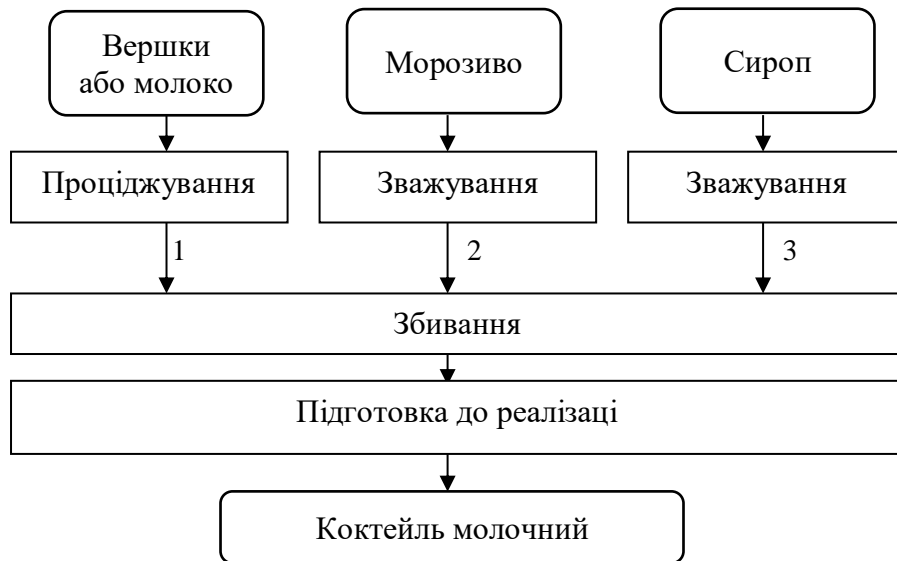 Вершки
або молоко
Морозиво
Сироп
Проціджування
Зважування
Зважування
1
2
3
Збивання
Підготовка до реалізаці
Коктейль молочний